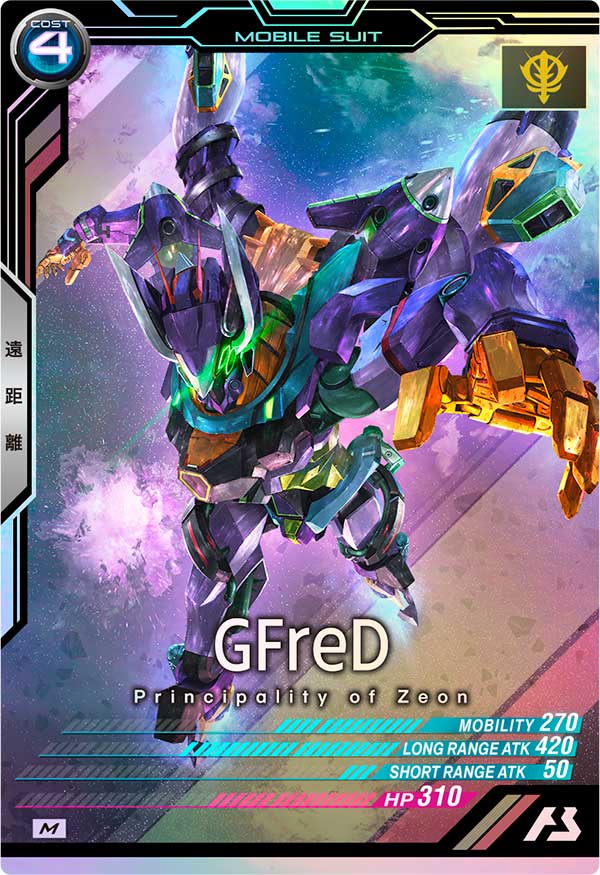 COST
4
MOBILE SUIT
遠距離
GFreD
Principality of Zeon
MOBILITY 270
LONG RANGE ATK 420
SHORT RANGE ATK 50
HP 310
M